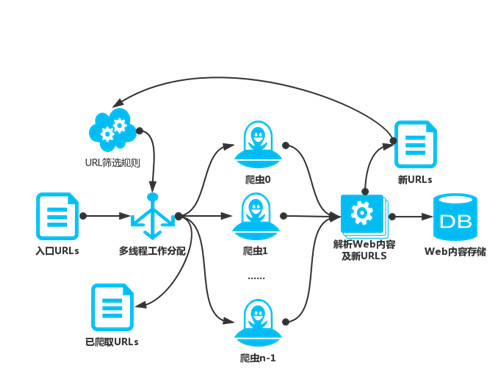 URL筛选规则
爬虫0
新URLs
入口URLs
多线程工作分配
爬虫1
解析Web内容
及新URLS
DB
Web内容存储
......
已爬取URLs
爬虫n-1